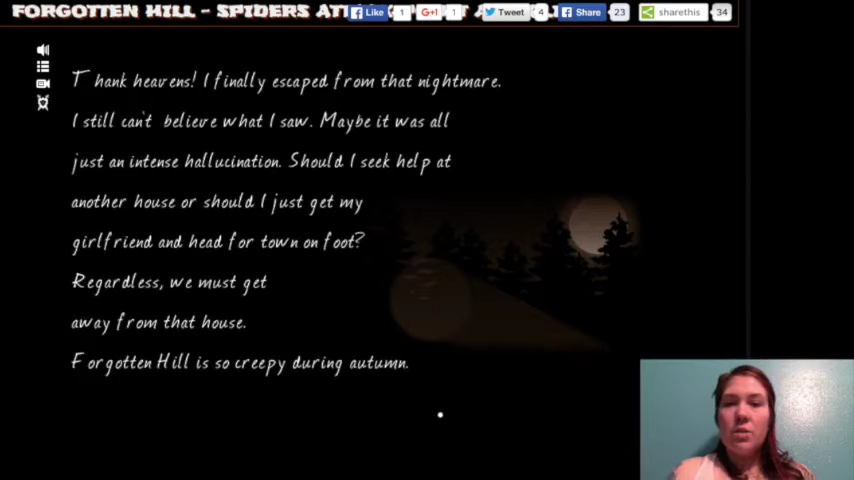 FORGOTTEN HILL - SPIDERS
Like 1 G+1 1 Tweet 4 Share 23 sharethis 34
Thank heavens! I finally escaped from that nightmare.
I still can't believe what I saw. Maybe it was all
just an intense hallucination. Should I seek help at
another house or should I just get my
girlfriend and head for town on foot?
Regardless, we must get
away from that house.
Forgotten Hill is so creepy during autumn.